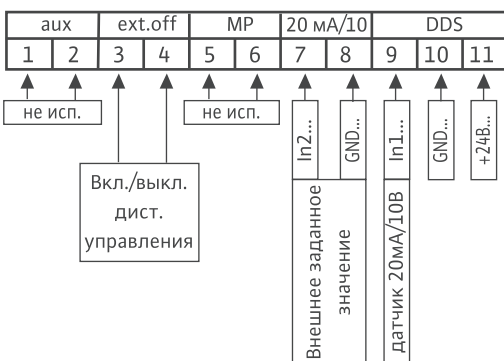 aux ext.off MP 20 мА/10 DDS
1 2 3 4 5 6 7 8 9 10 11
не исп. не исп.
In2... GND... In1... GND... +24В...
Вкл./выкл.
дист.
управления
Внешнее заданное
значение
датчик 20мА/10В